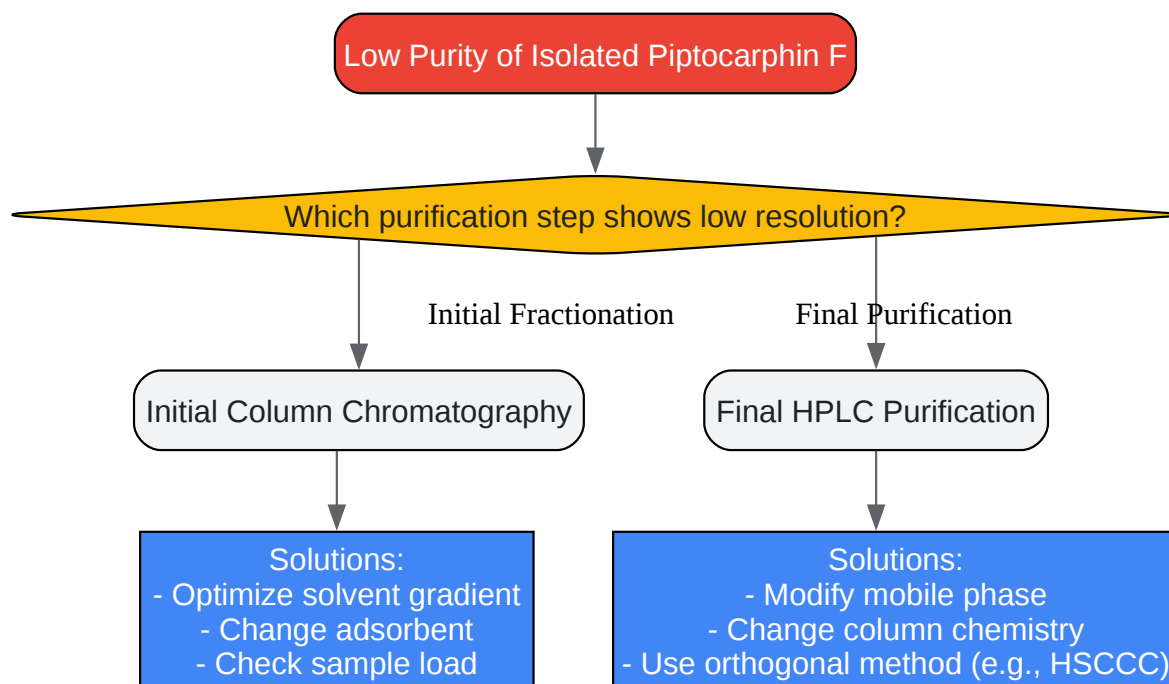 Low Purity of Isolated Piptocarphin F
Which purification step shows low resolution?
Initial Fractionation
Final Purification
Initial Column Chromatography
Final HPLC Purification
Solutions:
- Optimize solvent gradient
- Change adsorbent
- Check sample load
Solutions:
- Modify mobile phase
- Change column chemistry
- Use orthogonal method (e.g., HSCCC)